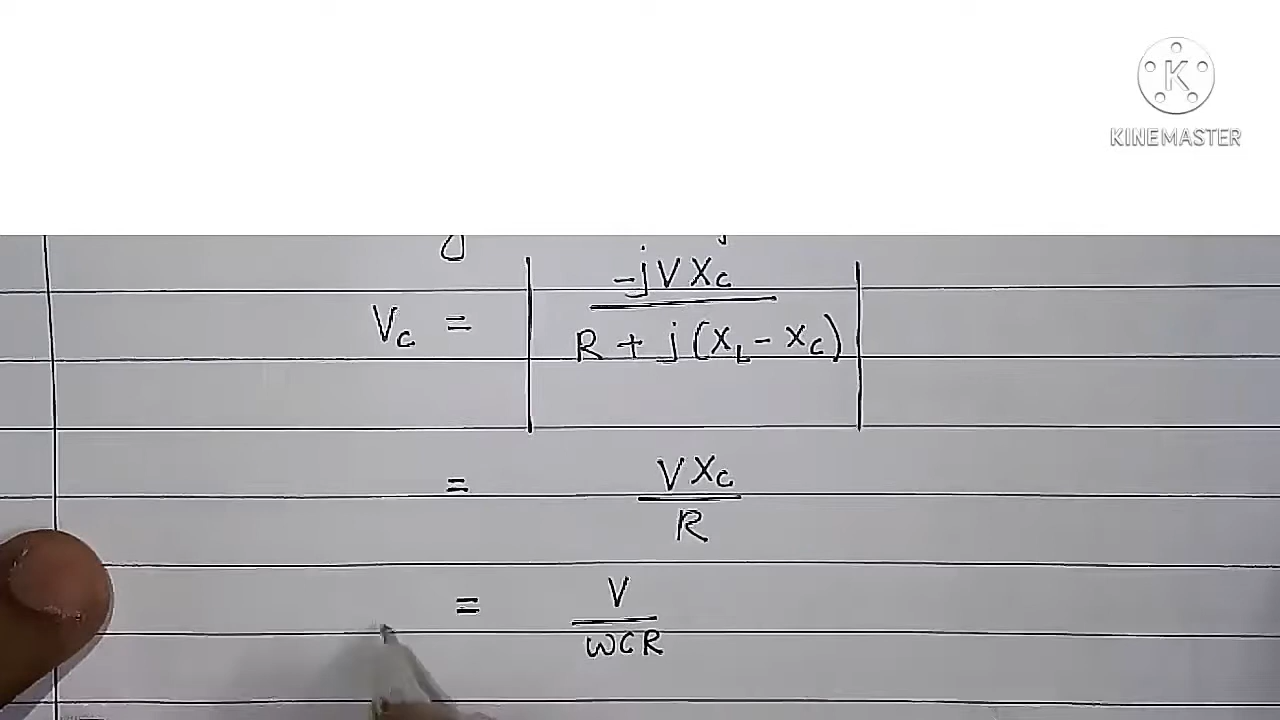 K
KINEMASTER
Vc = | -jVXc / R + j(XL - Xc) |
= VXc / R
= V / ωCR